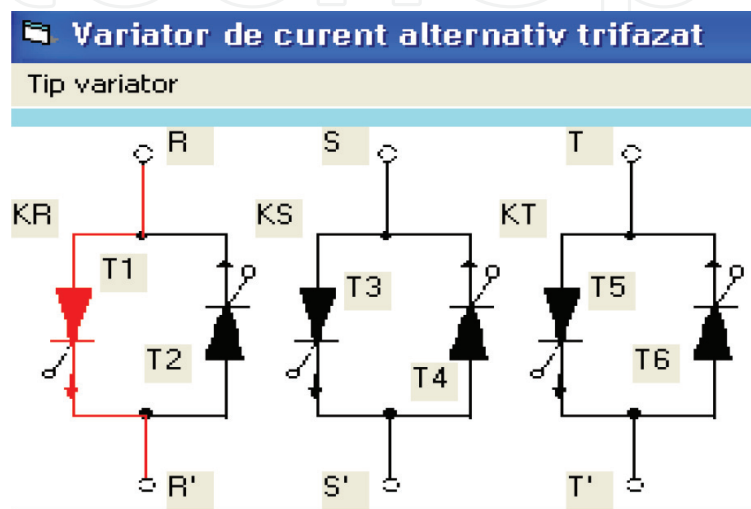 Variator de curent alternativ trifazat
Tip variator
R S T
KR KS KT
T1 T3 T5
T2 T4 T6
R' S' T'